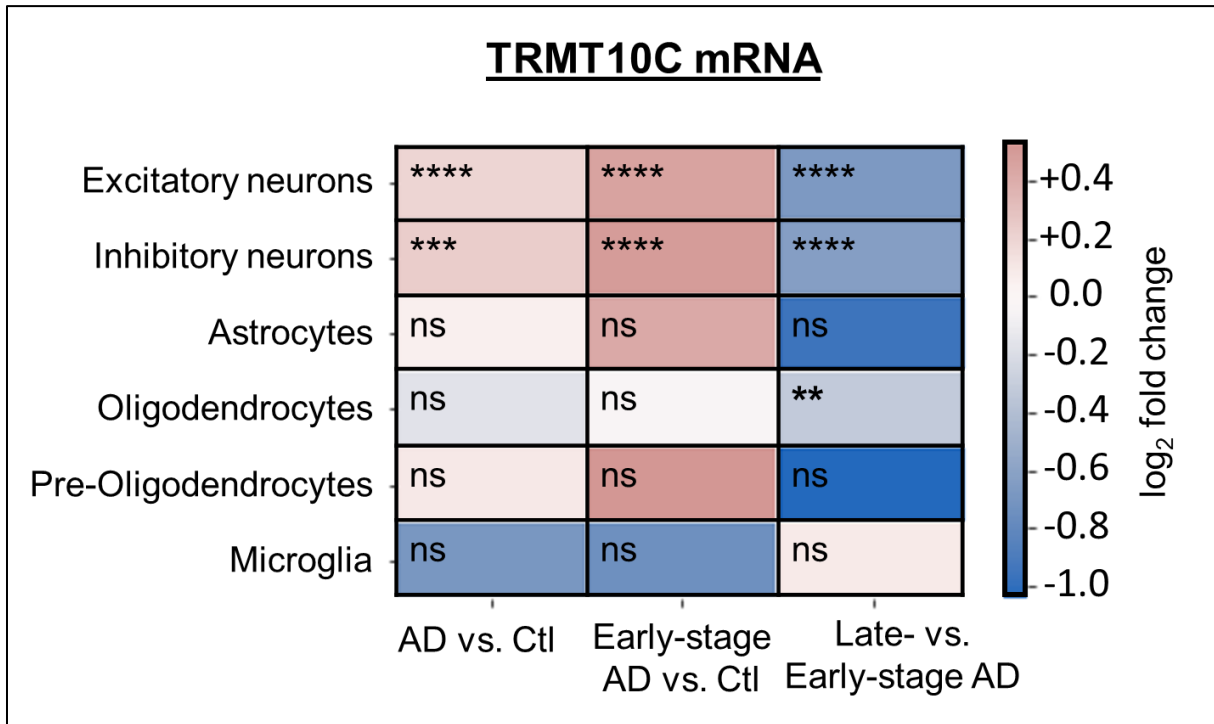 TRMT10C mRNA
Excitatory neurons **** **** ****
Inhibitory neurons *** **** ****
Astrocytes ns ns ns
Oligodendrocytes ns ns **
Pre-Oligodendrocytes ns ns ns
Microglia ns ns ns
AD vs. Ctl
Early-stage
AD vs. Ctl
Late- vs.
Early-stage AD
+0.4
+0.2
0.0
-0.2
-0.4
-0.6
-0.8
-1.0
log₂ fold change